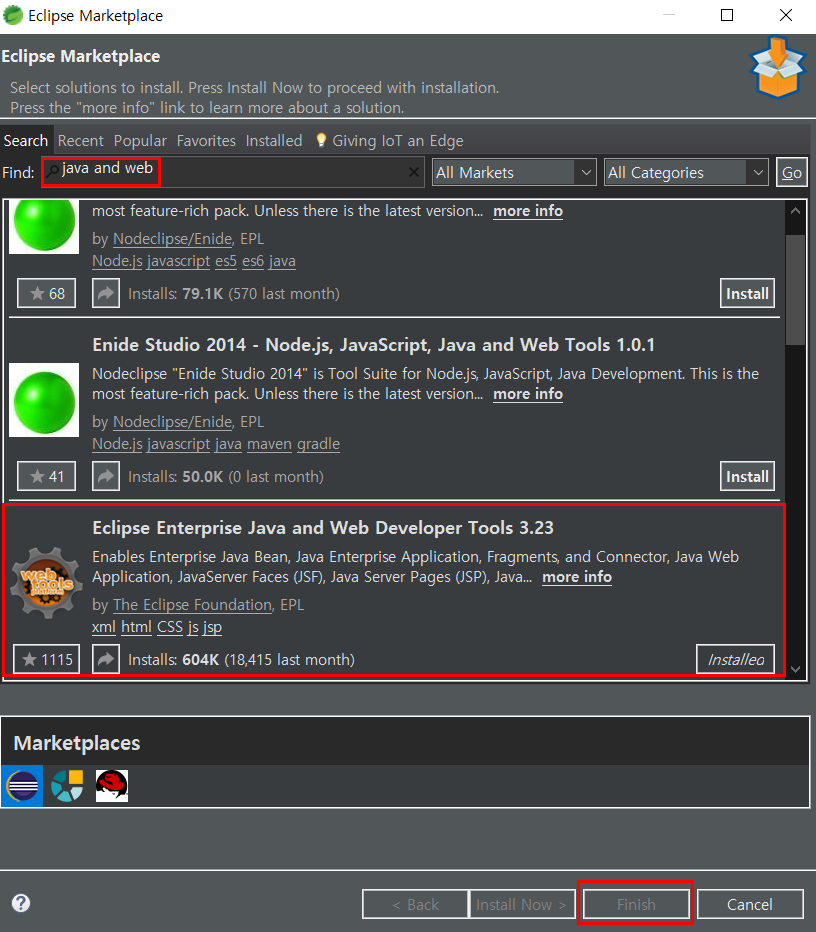 Eclipse Marketplace
Eclipse Marketplace
Select solutions to install. Press Install Now to proceed with installation.
Press the "more info" link to learn more about a solution.
Search Recent Popular Favorites Installed Giving IoT an Edge
Find: java and web All Markets All Categories Go
most feature-rich pack. Unless there is the latest version... more info
by Nodeclipse/Enide, EPL
Node.js javascript es5 es6 java
68 Installs: 79.1K (570 last month) Install
Enide Studio 2014 - Node.js, JavaScript, Java and Web Tools 1.0.1
Nodeclipse "Enide Studio 2014" is Tool Suite for Node.js, JavaScript, Java Development. This is the
most feature-rich pack. Unless there is the latest version... more info
by Nodeclipse/Enide, EPL
Node.js javascript java maven gradle
41 Installs: 50.0K (0 last month) Install
Eclipse Enterprise Java and Web Developer Tools 3.23
Enables Enterprise Java Bean, Java Enterprise Application, Fragments, and Connector, Java Web
Application, JavaServer Faces (JSF), Java Server Pages (JSP), Java... more info
web tools platform
by The Eclipse Foundation, EPL
xml html CSS js jsp
1115 Installs: 604K (18,415 last month) Installed
Marketplaces
? < Back Install Now > Finish Cancel